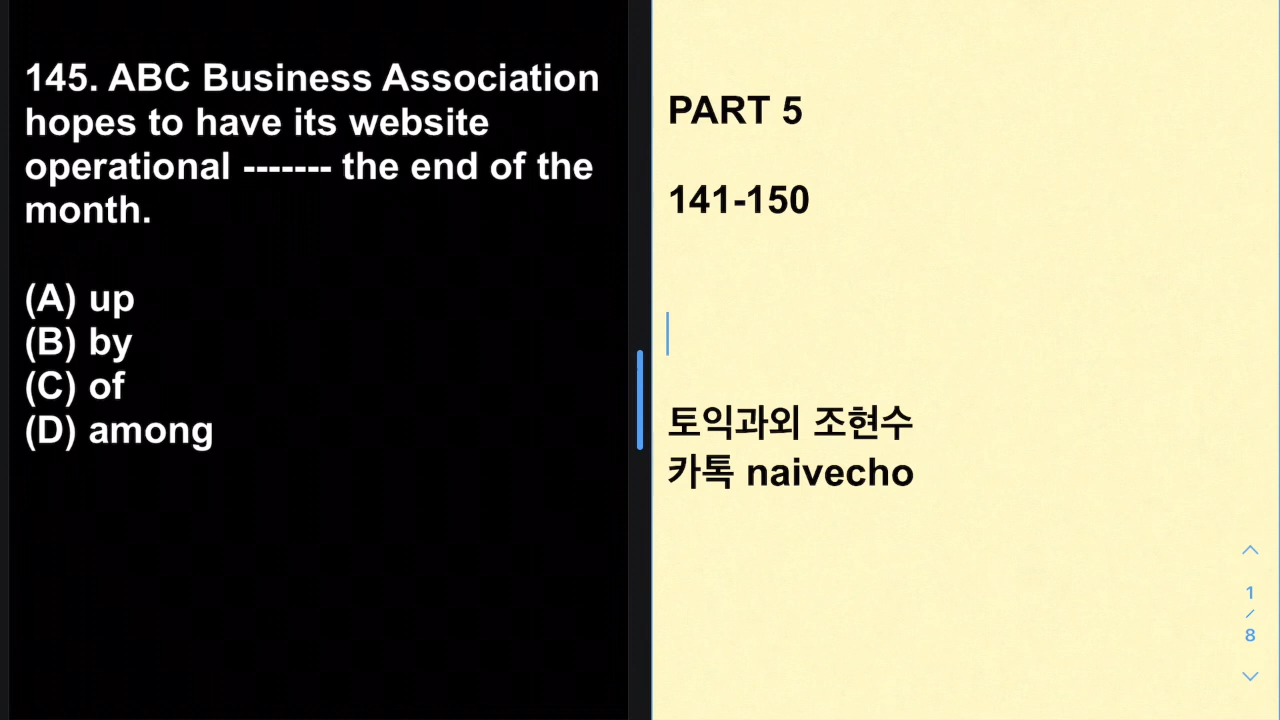 145. ABC Business Association
hopes to have its website
operational ------- the end of the
month.
(A) up
(B) by
(C) of
(D) among
PART 5
141-150
토익과외 조현수
카톡 naivecho
1
/
8